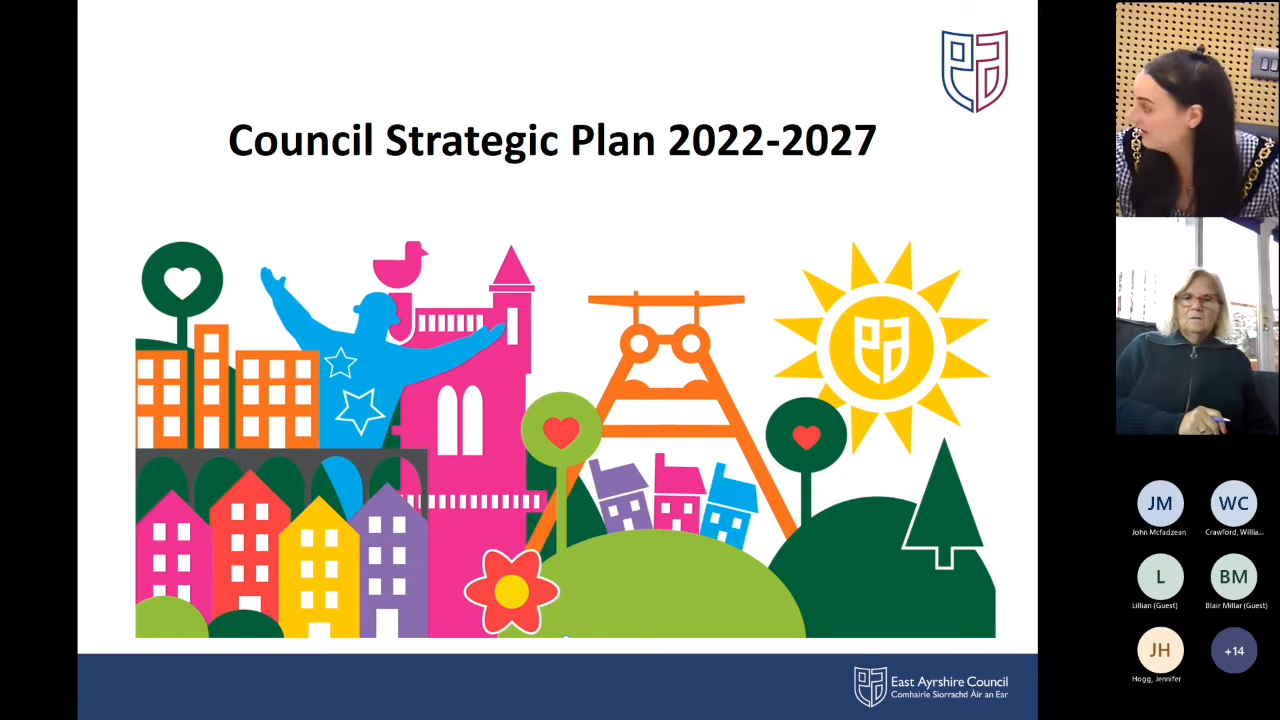 Council Strategic Plan 2022-2027
East Ayrshire Council
Comhairle Siorrachd Àir an Ear
JM
WC
John Mcfadzean
Crawford, Willia...
L
BM
Lillian (Guest)
Blair Millar (Guest)
JH
+14
Hogg, Jennifer